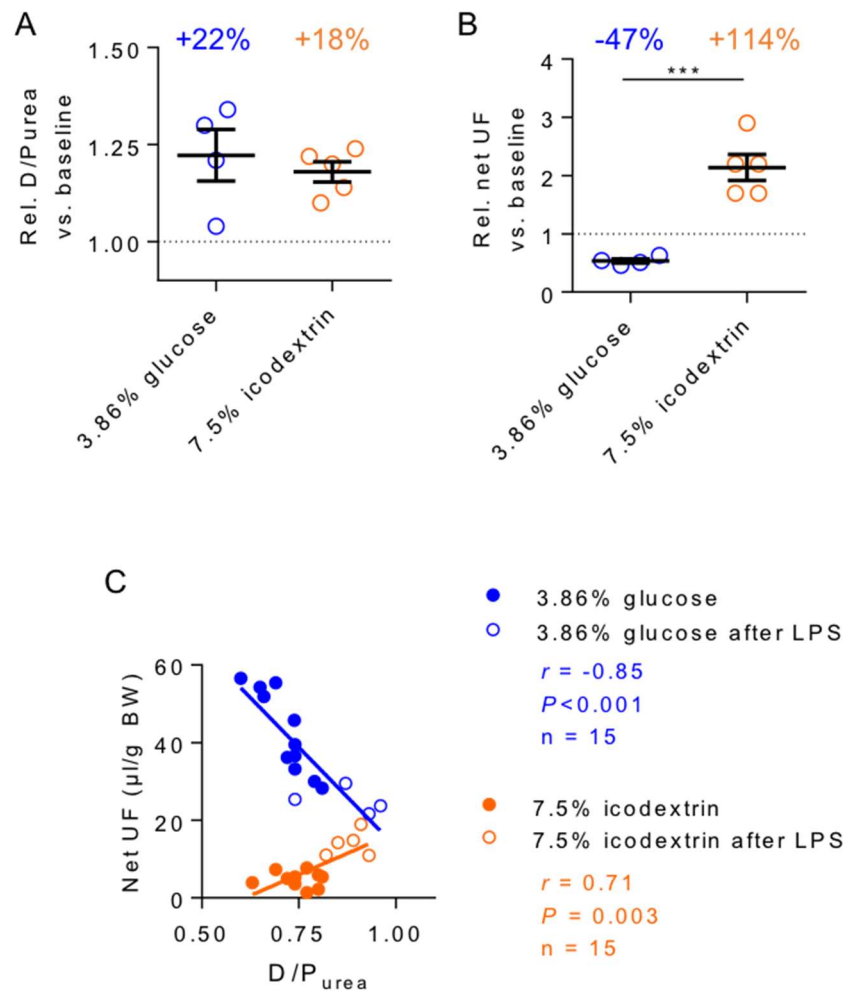 A
+22%
+18%
Rel. D/Purea
vs. baseline
1.50
1.25
1.00
3.86% glucose
7.5% icodextrin
B
-47%
+114%
***
Rel. net UF
vs. baseline
4
3
2
1
0
3.86% glucose
7.5% icodextrin
C
Net UF (µl/g BW)
60
40
20
0
0.50
0.75
1.00
D/Purea
3.86% glucose
3.86% glucose after LPS
r = -0.85
P<0.001
n = 15
7.5% icodextrin
7.5% icodextrin after LPS
r = 0.71
P = 0.003
n = 15